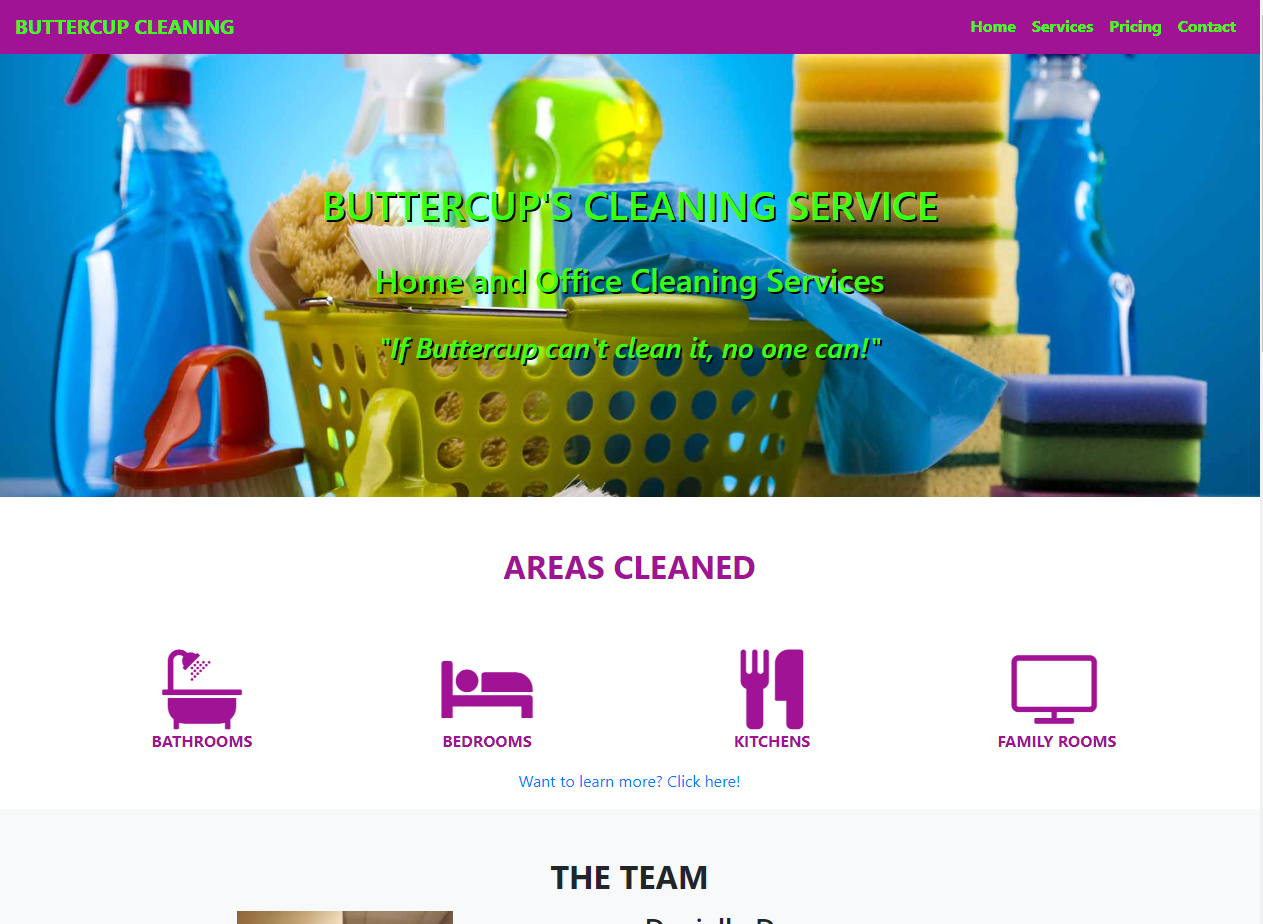 BUTTERCUP CLEANING
Home Services Pricing Contact
BUTTERCUP'S CLEANING SERVICE
Home and Office Cleaning Services
"If Buttercup can't clean it, no one can!"
AREAS CLEANED
BATHROOMS BEDROOMS KITCHENS FAMILY ROOMS
Want to learn more? Click here!
THE TEAM